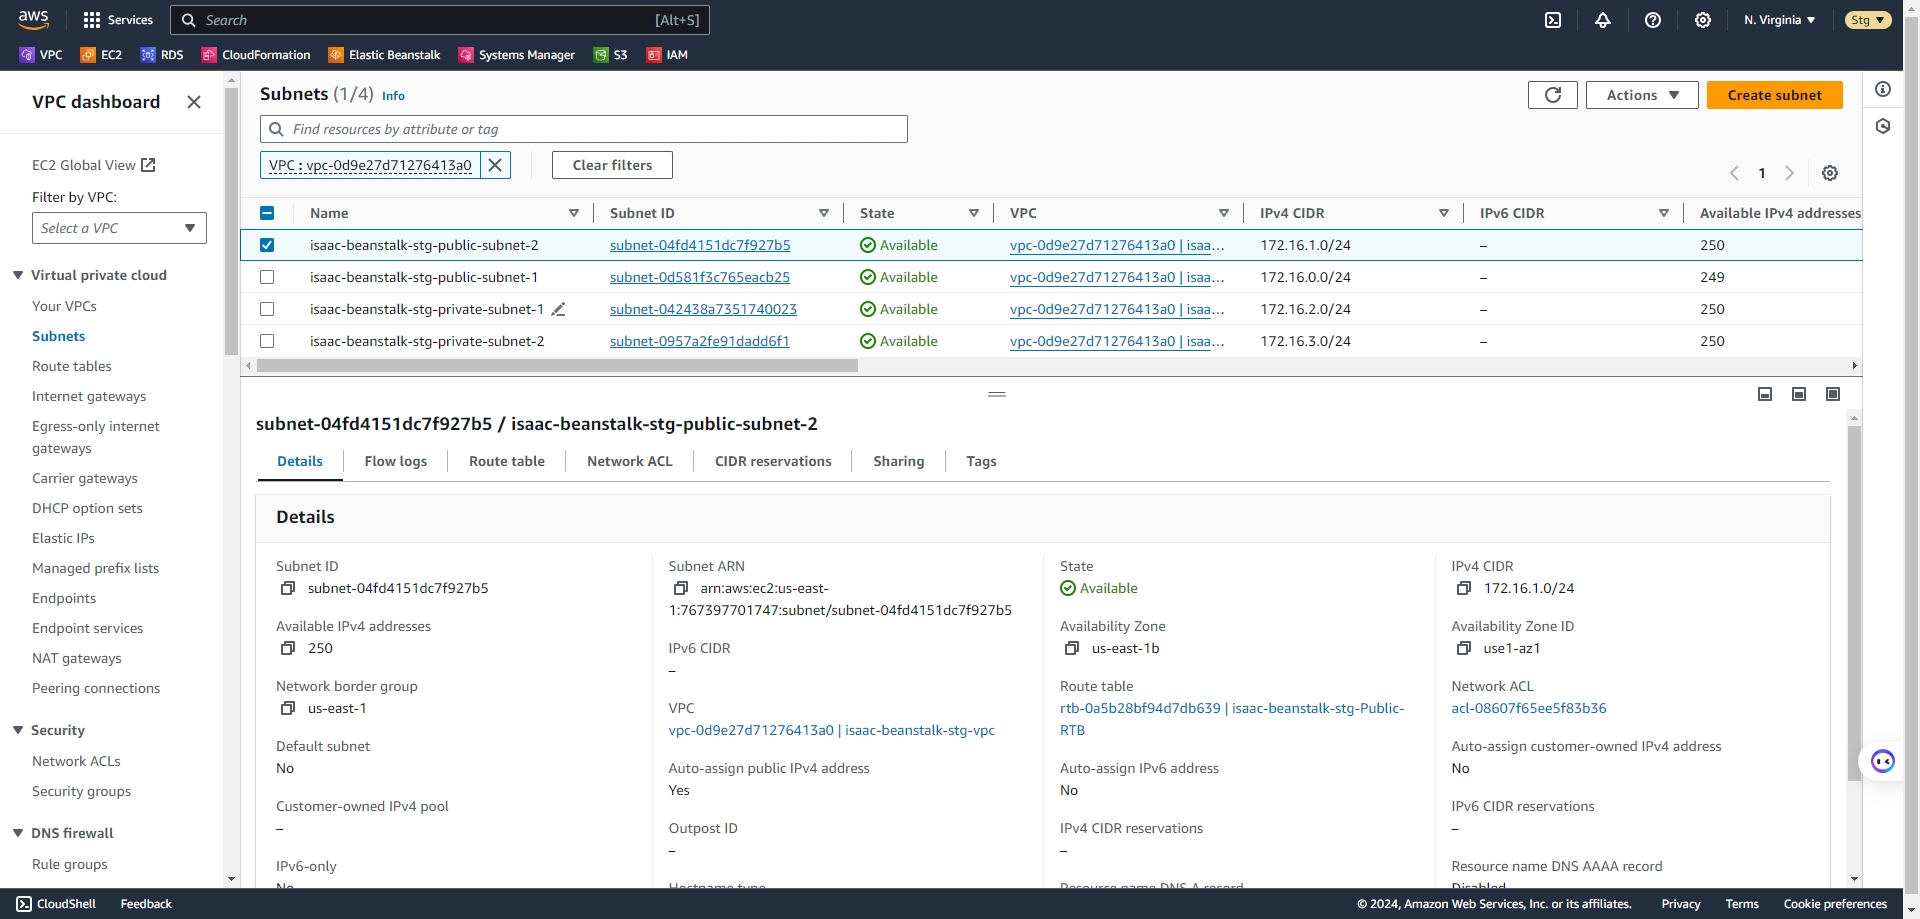 aws
Services
Search
[Alt+S]
N. Virginia
Stg
VPC
EC2
RDS
CloudFormation
Elastic Beanstalk
Systems Manager
S3
IAM
VPC dashboard
EC2 Global View
Filter by VPC:
Select a VPC
Virtual private cloud
Your VPCs
Subnets
Route tables
Internet gateways
Egress-only internet
gateways
Carrier gateways
DHCP option sets
Elastic IPs
Managed prefix lists
Endpoints
Endpoint services
NAT gateways
Peering connections
Security
Network ACLs
Security groups
DNS firewall
Rule groups
Subnets (1/4) Info
Actions
Create subnet
Find resources by attribute or tag
VPC : vpc-0d9e27d71276413a0
Clear filters
1
Name Subnet ID State VPC IPv4 CIDR IPv6 CIDR Available IPv4 addresses
isaac-beanstalk-stg-public-subnet-2 subnet-04fd4151dc7f927b5 Available vpc-0d9e27d71276413a0 | isaa... 172.16.1.0/24 – 250
isaac-beanstalk-stg-public-subnet-1 subnet-0d581f3c765eacb25 Available vpc-0d9e27d71276413a0 | isaa... 172.16.0.0/24 – 249
isaac-beanstalk-stg-private-subnet-1 subnet-042438a7351740023 Available vpc-0d9e27d71276413a0 | isaa... 172.16.2.0/24 – 250
isaac-beanstalk-stg-private-subnet-2 subnet-0957a2fe91dadd6f1 Available vpc-0d9e27d71276413a0 | isaa... 172.16.3.0/24 – 250
subnet-04fd4151dc7f927b5 / isaac-beanstalk-stg-public-subnet-2
Details
Flow logs
Route table
Network ACL
CIDR reservations
Sharing
Tags
Details
Subnet ID
subnet-04fd4151dc7f927b5
Available IPv4 addresses
250
Network border group
us-east-1
Default subnet
No
Customer-owned IPv4 pool
–
IPv6-only
No
Subnet ARN
arn:aws:ec2:us-east-
1:767397701747:subnet/subnet-04fd4151dc7f927b5
IPv6 CIDR
–
VPC
vpc-0d9e27d71276413a0 | isaac-beanstalk-stg-vpc
Auto-assign public IPv4 address
Yes
Outpost ID
–
Hostname type
State
Available
Availability Zone
us-east-1b
Route table
rtb-0a5b28bf94d7db639 | isaac-beanstalk-stg-Public-
RTB
Auto-assign IPv6 address
No
IPv4 CIDR reservations
–
Resource name DNS A record
IPv4 CIDR
172.16.1.0/24
Availability Zone ID
use1-az1
Network ACL
acl-08607f65ee5f83b36
Auto-assign customer-owned IPv4 address
No
IPv6 CIDR reservations
–
Resource name DNS AAAA record
Disabled
CloudShell
Feedback
© 2024, Amazon Web Services, Inc. or its affiliates.
Privacy
Terms
Cookie preferences